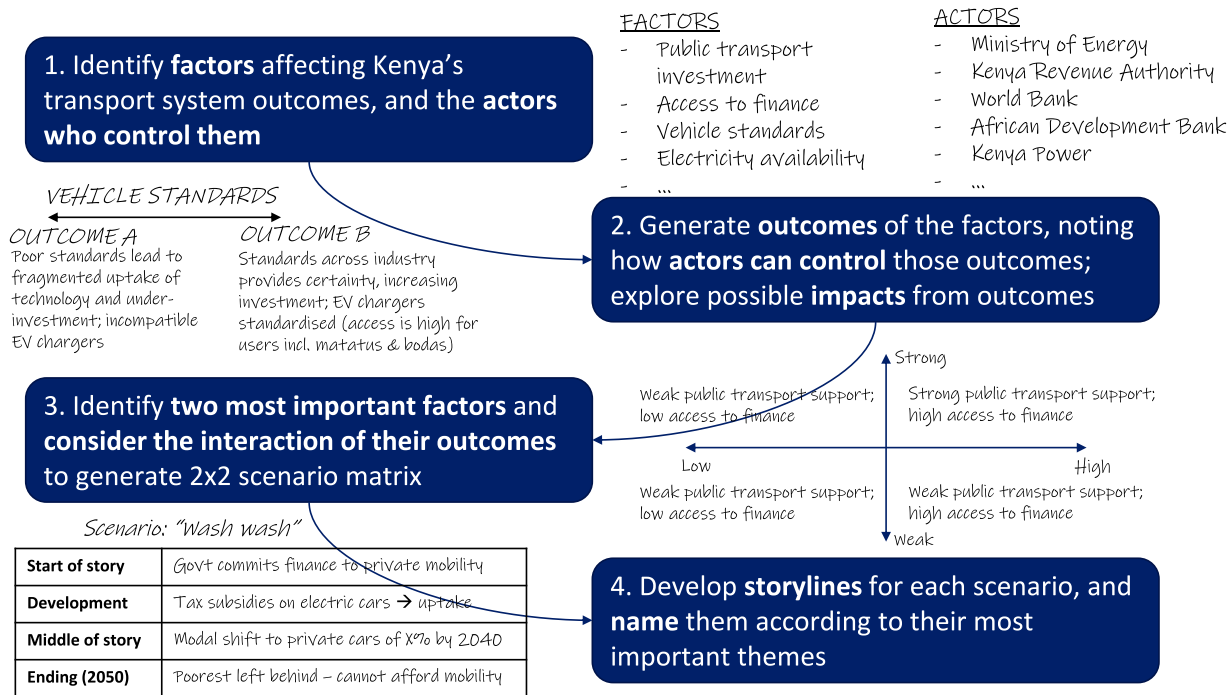 1. Identify factors affecting Kenya's
transport system outcomes, and the actors
who control them
FACTORS
- Public transport
investment
- Access to finance
- Vehicle standards
- Electricity availability
- ...
ACTORS
- Ministry of Energy
- Kenya Revenue Authority
- World Bank
- African Development Bank
- Kenya Power
- ...
VEHICLE STANDARDS
OUTCOME A
Poor standards lead to
fragmented uptake of
technology and under-
investment; incompatible
EV chargers
OUTCOME B
Standards across industry
provides certainty, increasing
investment; EV chargers
standardised (access is high for
users incl. matatus & bodas)
2. Generate outcomes of the factors, noting
how actors can control those outcomes;
explore possible impacts from outcomes
3. Identify two most important factors and
consider the interaction of their outcomes
to generate 2x2 scenario matrix
Strong
Weak public transport support;
low access to finance
Strong public transport support;
high access to finance
Low
High
Weak public transport support;
low access to finance
Weak public transport support;
high access to finance
Weak
Scenario: "Wash wash"
Start of story Govt commits finance to private mobility
Development Tax subsidies on electric cars → uptake
Middle of story Modal shift to private cars of X% by 2040
Ending (2050) Poorest left behind – cannot afford mobility
4. Develop storylines for each scenario, and
name them according to their most
important themes